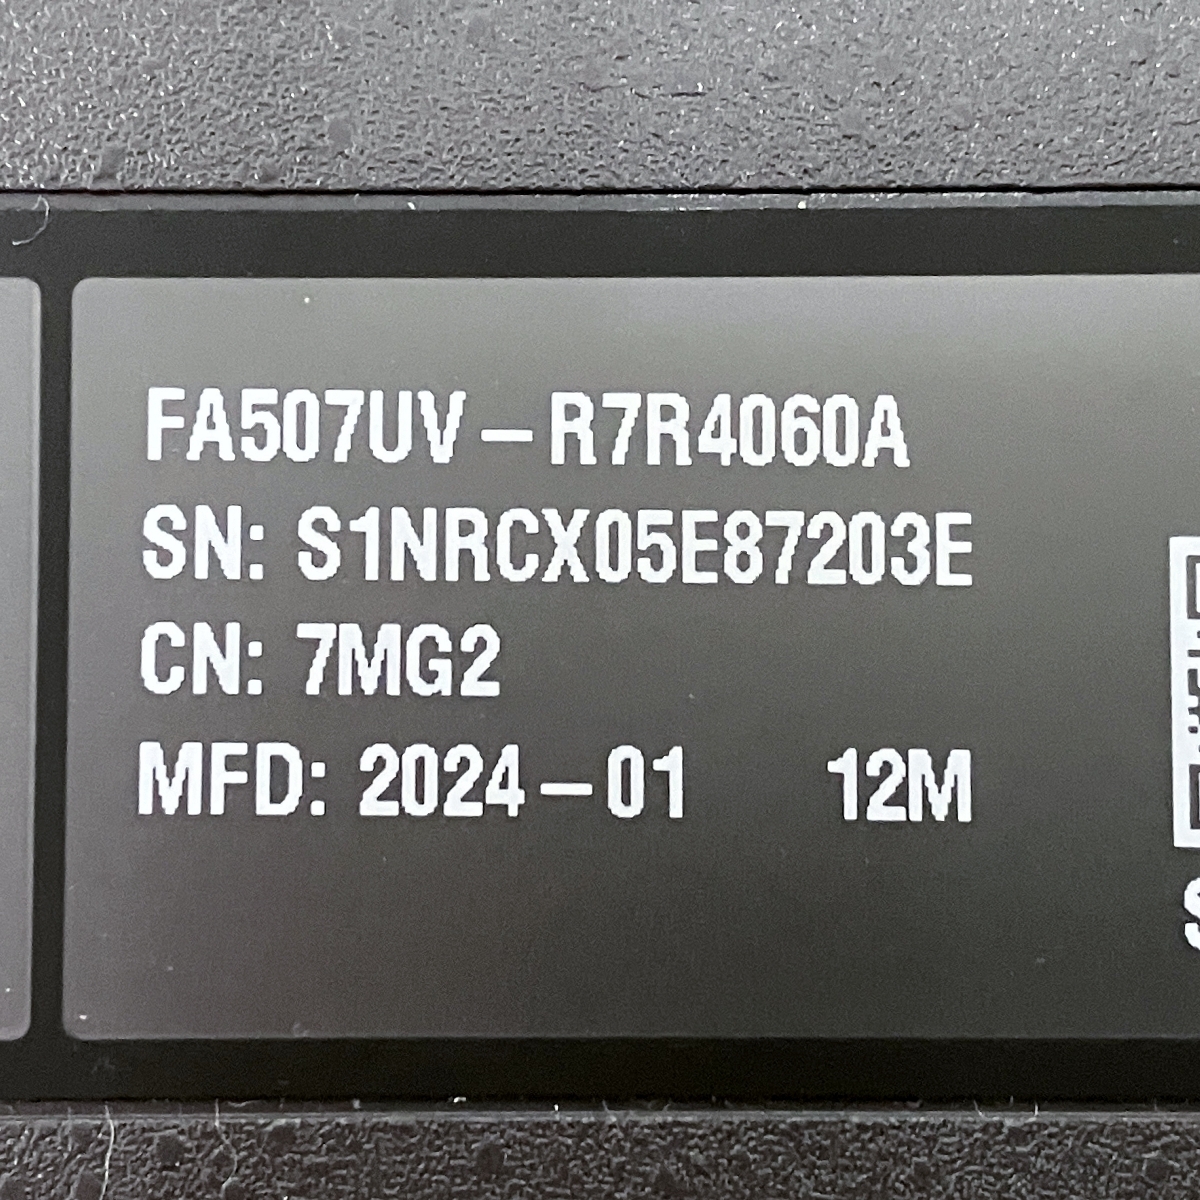 FA507UV-R7R4060A
SN: S1NRCX05E87203E
CN: 7MG2
MFD: 2024-01 12M
S